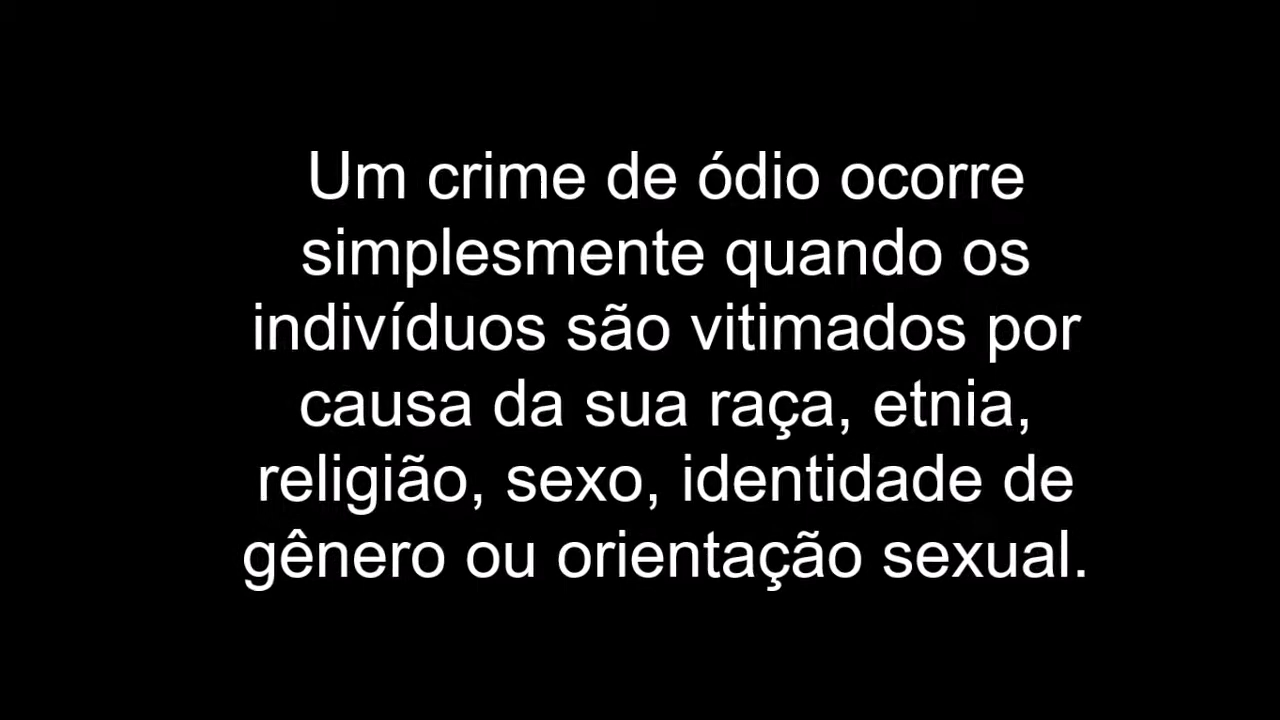 Um crime de ódio ocorre
simplesmente quando os
indivíduos são vitimados por
causa da sua raça, etnia,
religião, sexo, identidade de
gênero ou orientação sexual.